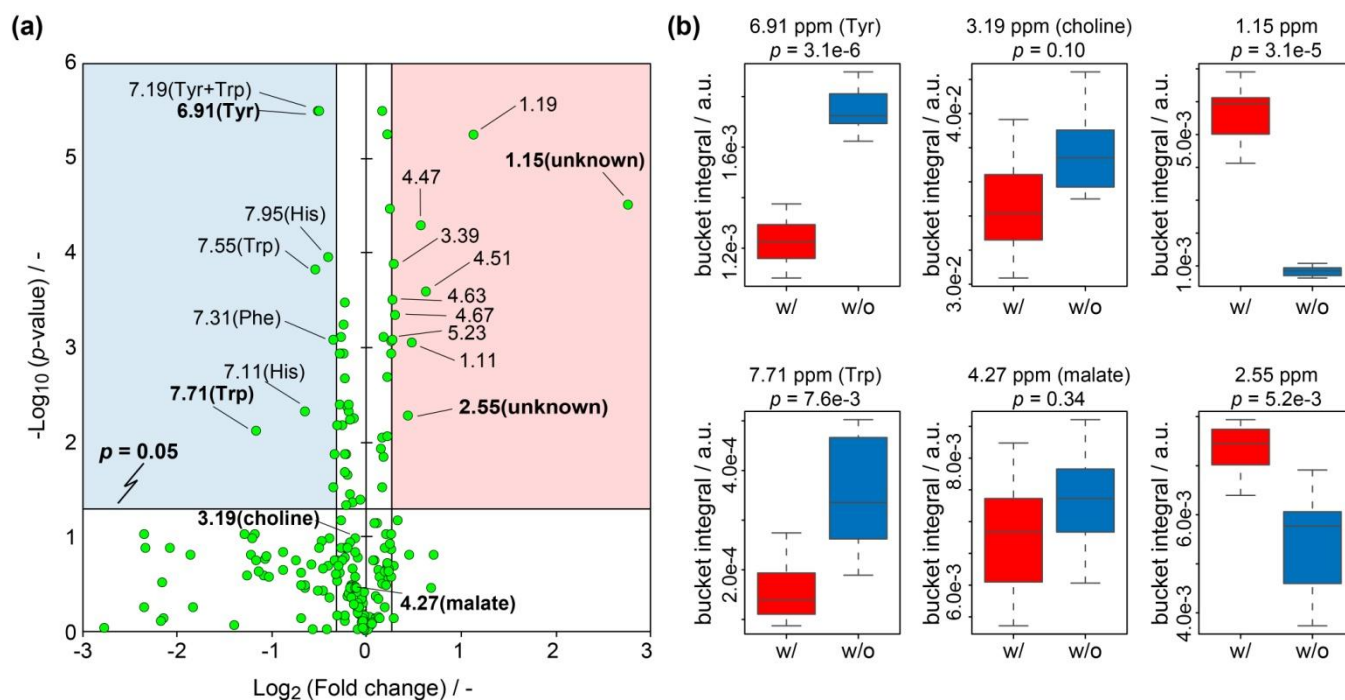 (a)
6
5
4
3
2
1
0
-3
-2
-1
0
1
2
3
-Log10 (p-value) / -
Log2 (Fold change) / -
7.19(Tyr+Trp)
6.91(Tyr)
1.19
1.15(unknown)
4.47
7.95(His)
3.39
7.55(Trp)
4.51
4.63
4.67
7.31(Phe)
5.23
1.11
7.11(His)
7.71(Trp)
2.55(unknown)
p = 0.05
3.19(choline)
4.27(malate)
(b)
6.91 ppm (Tyr)
p = 3.1e-6
bucket integral / a.u.
1.6e-3
1.2e-3
w/
w/o
3.19 ppm (choline)
p = 0.10
bucket integral / a.u.
4.0e-2
3.0e-2
w/
w/o
1.15 ppm
p = 3.1e-5
bucket integral / a.u.
5.0e-3
1.0e-3
w/
w/o
7.71 ppm (Trp)
p = 7.6e-3
bucket integral / a.u.
4.0e-4
2.0e-4
w/
w/o
4.27 ppm (malate)
p = 0.34
bucket integral / a.u.
8.0e-3
6.0e-3
w/
w/o
2.55 ppm
p = 5.2e-3
bucket integral / a.u.
6.0e-3
4.0e-3
w/
w/o